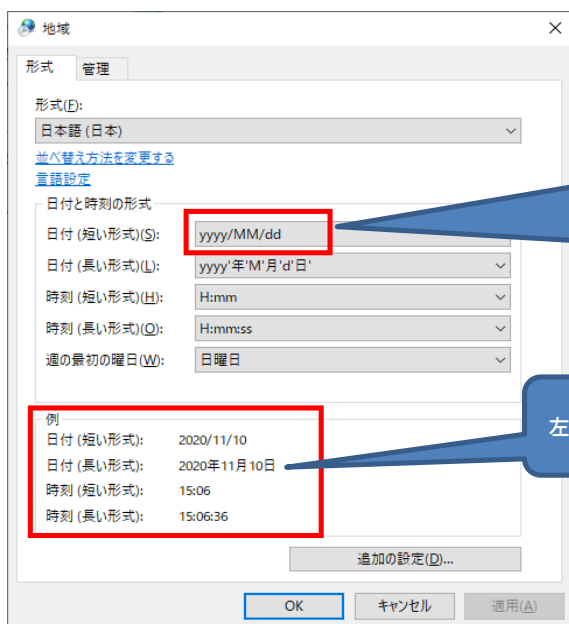 地域
形式 管理
形式(F):
日本語 (日本)
並べ替え方法を変更する
言語設定
日付と時刻の形式
日付 (短い形式)(S): yyyy/MM/dd
日付 (長い形式)(L): yyyy'年'M'月'd'日'
時刻 (短い形式)(H): H:mm
時刻 (長い形式)(O): H:mm:ss
週の最初の曜日(W): 日曜日
例
日付 (短い形式): 2020/11/10
日付 (長い形式): 2020年11月10日
左
時刻 (短い形式): 15:06
時刻 (長い形式): 15:06:36
追加の設定(D)...
OK キャンセル 適用(A)